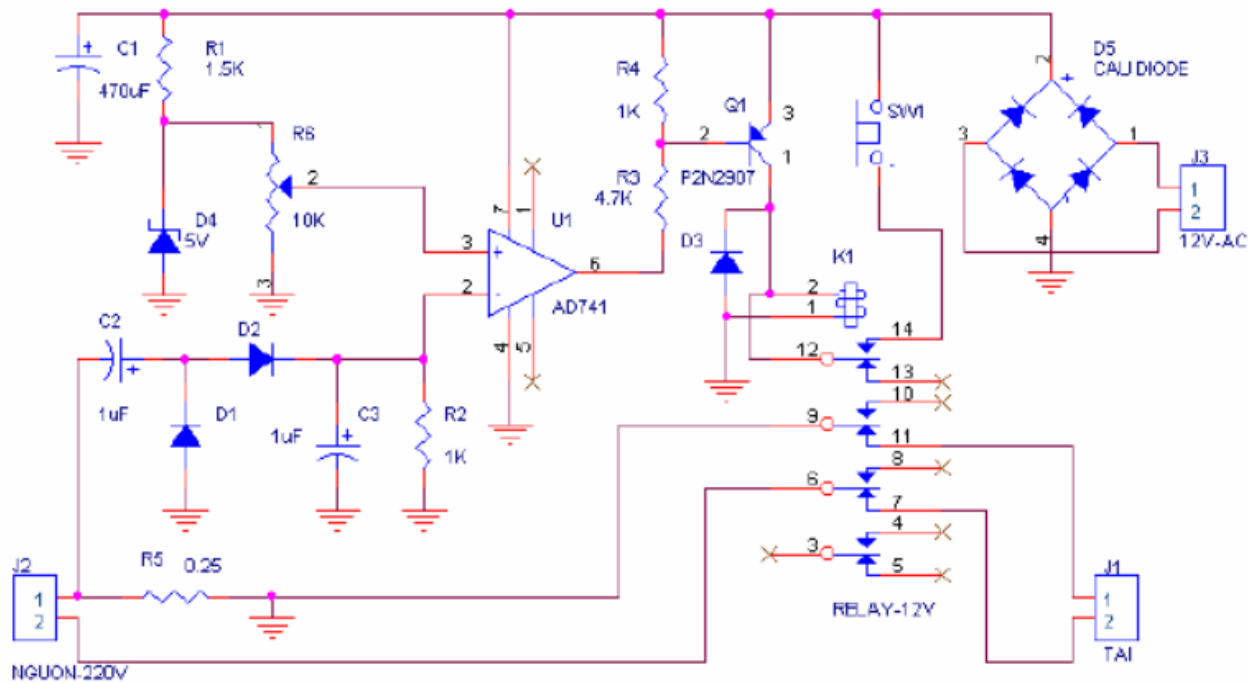 C1
470uF
R1
1.5K
R6
2
10K
3
D4
5V
7
1
U1
3
2
6
4
5
AD741
R4
1K
R3
4.7K
Q1
2
3
1
P2N2907
SW1
D5
CAU DIODE
2
3
1
4
J3
1
2
12V-AC
D3
K1
2
1
C2
1uF
D2
D1
1uF
C3
R2
1K
12
14
13
9
10
11
6
8
7
3
4
5
RELAY-12V
J2
1
2
NGUON-220V
R5
0.25
J1
1
2
TAI